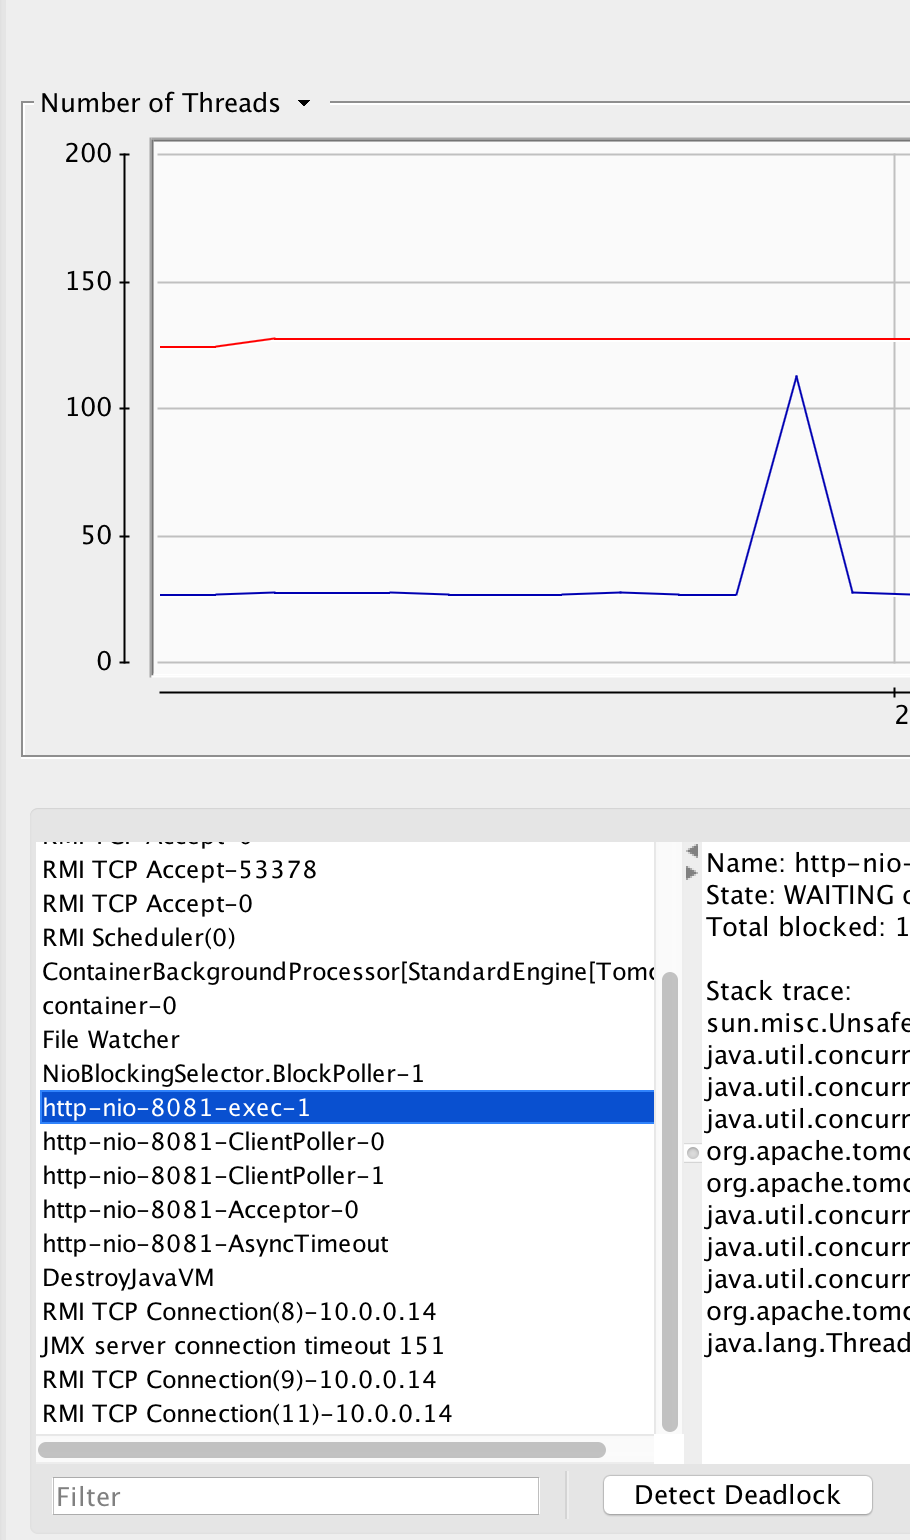 Number of Threads
200
150
100
50
0
2
RMI TCP Accept-0
RMI TCP Accept-53378
RMI TCP Accept-0
RMI Scheduler(0)
ContainerBackgroundProcessor[StandardEngine[Tomc
container-0
File Watcher
NioBlockingSelector.BlockPoller-1
http-nio-8081-exec-1
http-nio-8081-ClientPoller-0
http-nio-8081-ClientPoller-1
http-nio-8081-Acceptor-0
http-nio-8081-AsyncTimeout
DestroyJavaVM
RMI TCP Connection(8)-10.0.0.14
JMX server connection timeout 151
RMI TCP Connection(9)-10.0.0.14
RMI TCP Connection(11)-10.0.0.14
Name: http-nio-
State: WAITING o
Total blocked: 1
Stack trace:
sun.misc.Unsafe
java.util.concurr
java.util.concurr
java.util.concurr
org.apache.tomc
org.apache.tomc
java.util.concurr
java.util.concurr
java.util.concurr
org.apache.tomc
java.lang.Thread
Filter
Detect Deadlock